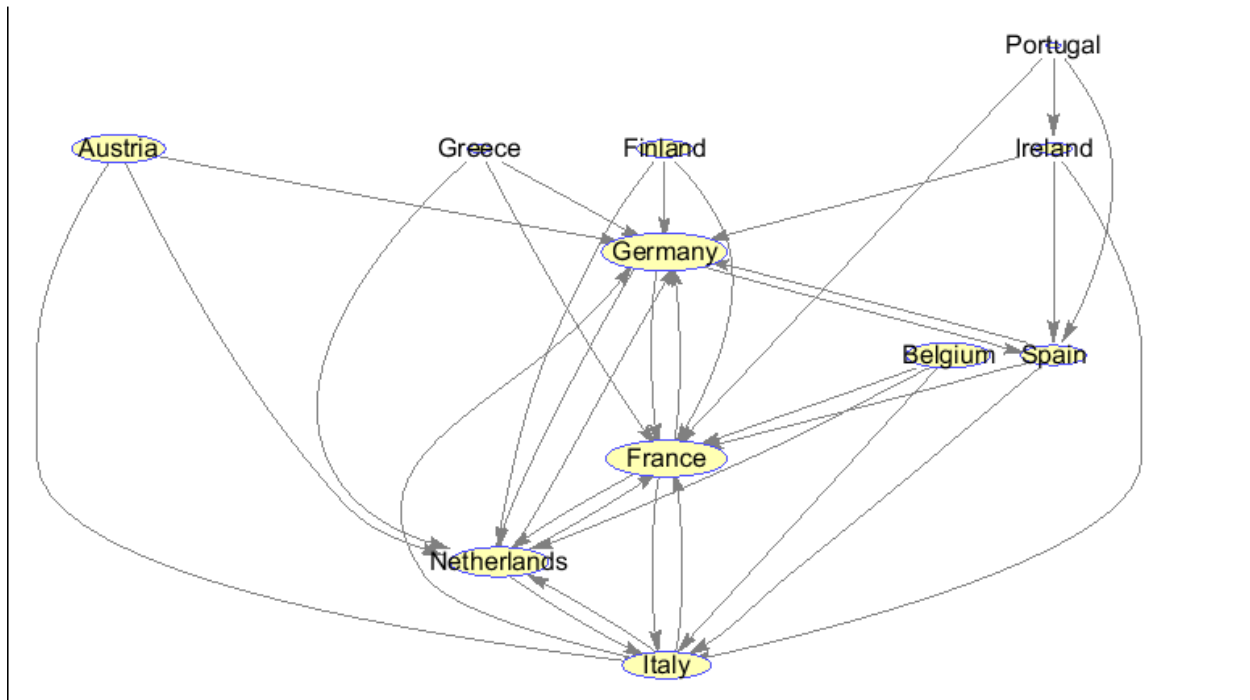 Portugal
Austria
Greece
Finland
Ireland
Germany
Belgium
Spain
France
Netherlands
Italy